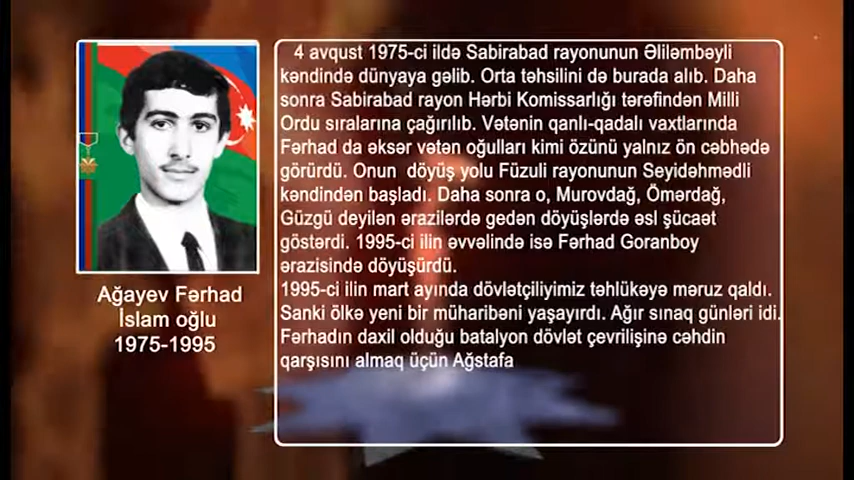 4 avqust 1975-ci ildə Sabirabad rayonunun Əliləmbəyli
kəndində dünyaya gəlib. Orta təhsilini də burada alıb. Daha
sonra Sabirabad rayon Hərbi Komissarlığı tərəfindən Milli
Ordu sıralarına çağırılıb. Vətənin qanlı-qadalı vaxtlarında
Fərhad da əksər vətən oğulları kimi özünü yalnız ön cəbhədə
görürdü. Onun döyüş yolu Füzuli rayonunun Seyidəhmədli
kəndindən başladı. Daha sonra o, Murovdağ, Ömərdağ,
Güzgü deyilən ərazilərdə gedən döyüşlərdə əsl şücaət
göstərdi. 1995-ci ilin əvvəlində isə Fərhad Goranboy
ərazisində döyüşürdü.
1995-ci ilin mart ayında dövlətçiliyimiz təhlükəyə məruz qaldı.
Sanki ölkə yeni bir müharibəni yaşayırdı. Ağır sınaq günləri idi.
Fərhadın daxil olduğu batalyon dövlət çevrilişinə cəhdin
qarşısını almaq üçün Ağstafa
Ağayev Fərhad
İslam oğlu
1975-1995